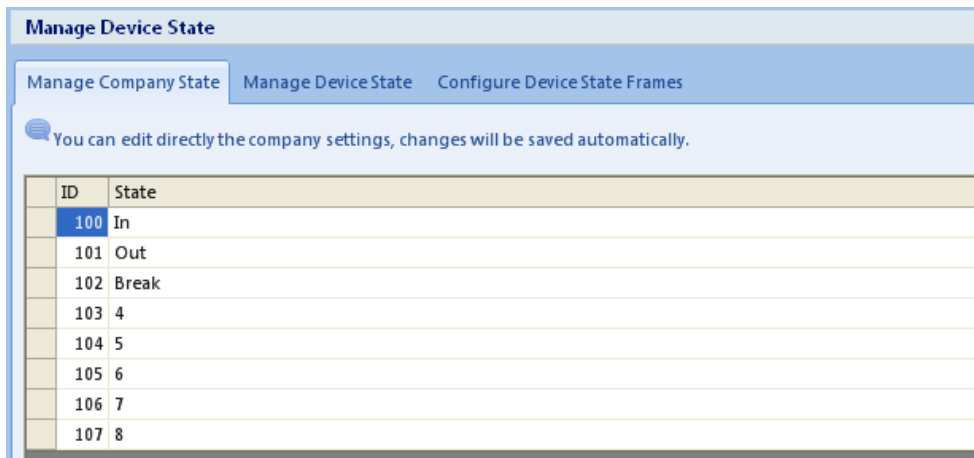 Manage Device State
Manage Company State Manage Device State Configure Device State Frames
You can edit directly the company settings, changes will be saved automatically.
ID State
100 In
101 Out
102 Break
103 4
104 5
105 6
106 7
107 8